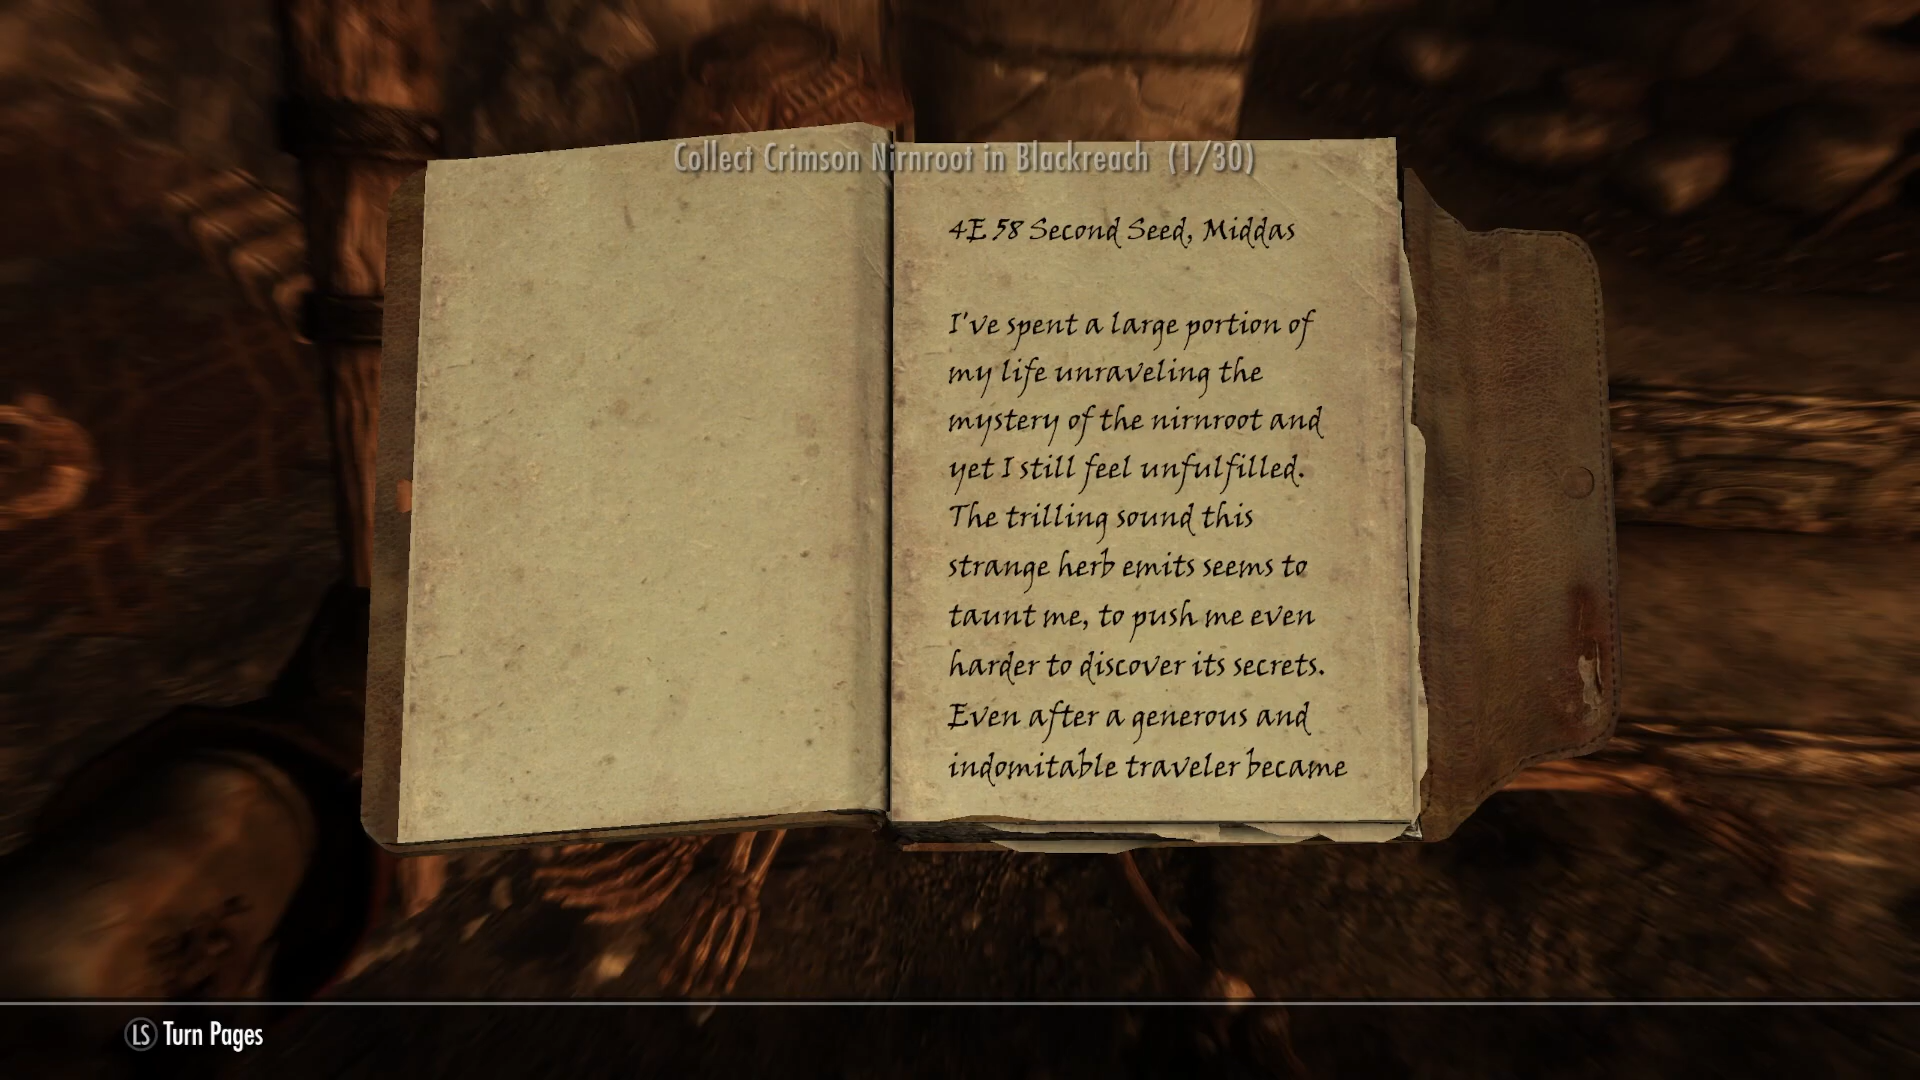 Collect Crimson Nirnroot in Blackreach (1/30)
4E 58 Second Seed, Middas
I've spent a large portion of
my life unraveling the
mystery of the nirnroot and
yet I still feel unfulfilled.
The trilling sound this
strange herb emits seems to
taunt me, to push me even
harder to discover its secrets.
Even after a generous and
indomitable traveler became
LS Turn Pages